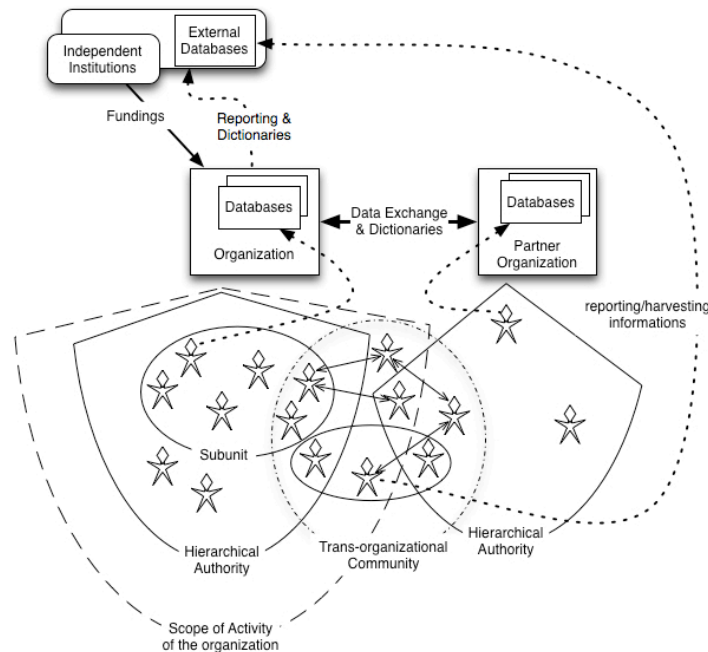 External
Databases
Independent
Institutions
Fundings
Reporting &
Dictionaries
Databases
Organization
Data Exchange
& Dictionaries
Databases
Partner
Organization
reporting/harvesting
informations
Subunit
Hierarchical
Authority
Trans-organizational
Community
Hierarchical
Authority
Scope of Activity
of the organization